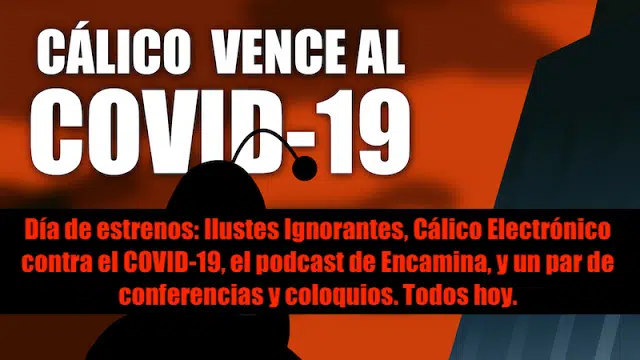 CÁLICO VENCE AL
COVID-19
Día de estrenos: Ilustes Ignorantes, Cálico Electrónico
contra el COVID-19, el podcast de Encamina, y un par de
conferencias y coloquios. Todos hoy.